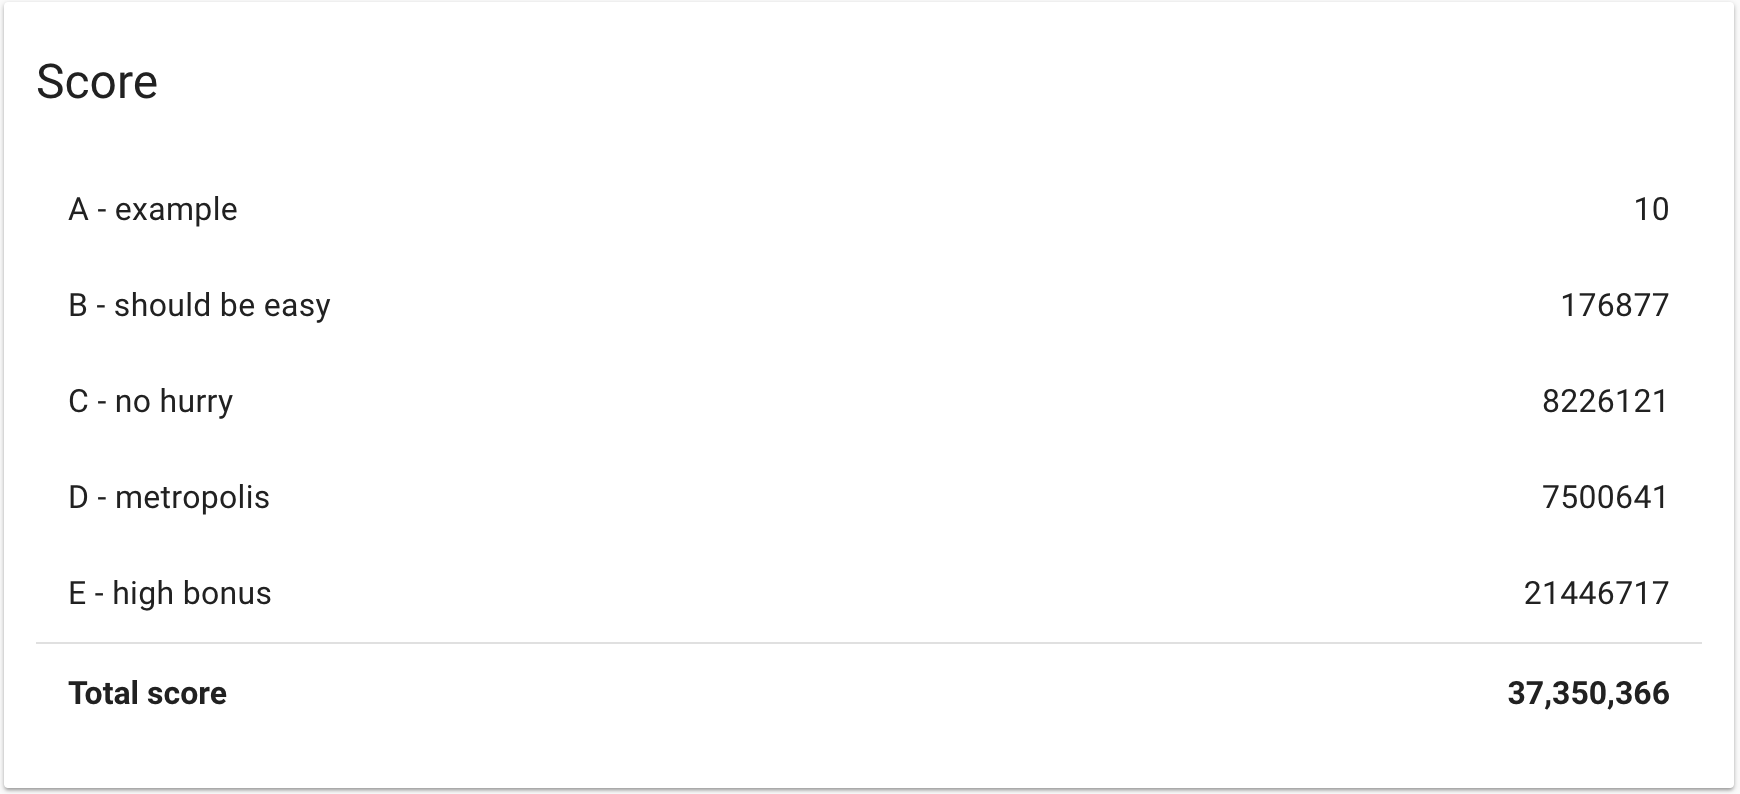 Score
A - example 10
B - should be easy 176877
C - no hurry 8226121
D - metropolis 7500641
E - high bonus 21446717
Total score 37,350,366